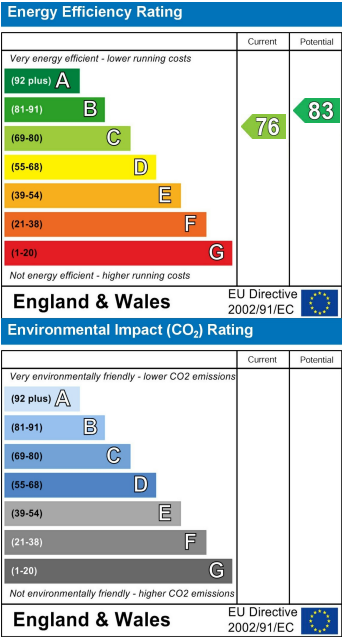 Energy Efficiency Rating
Current Potential
Very energy efficient - lower running costs
(92 plus) A
(81-91) B
(69-80) C
(55-68) D
(39-54) E
(21-38) F
(1-20) G
76
83
Not energy efficient - higher running costs
England & Wales
EU Directive
2002/91/EC
Environmental Impact (CO₂) Rating
Current Potential
Very environmentally friendly - lower CO2 emissions
(92 plus) A
(81-91) B
(69-80) C
(55-68) D
(39-54) E
(21-38) F
(1-20) G
Not environmentally friendly - higher CO2 emissions
England & Wales
EU Directive
2002/91/EC